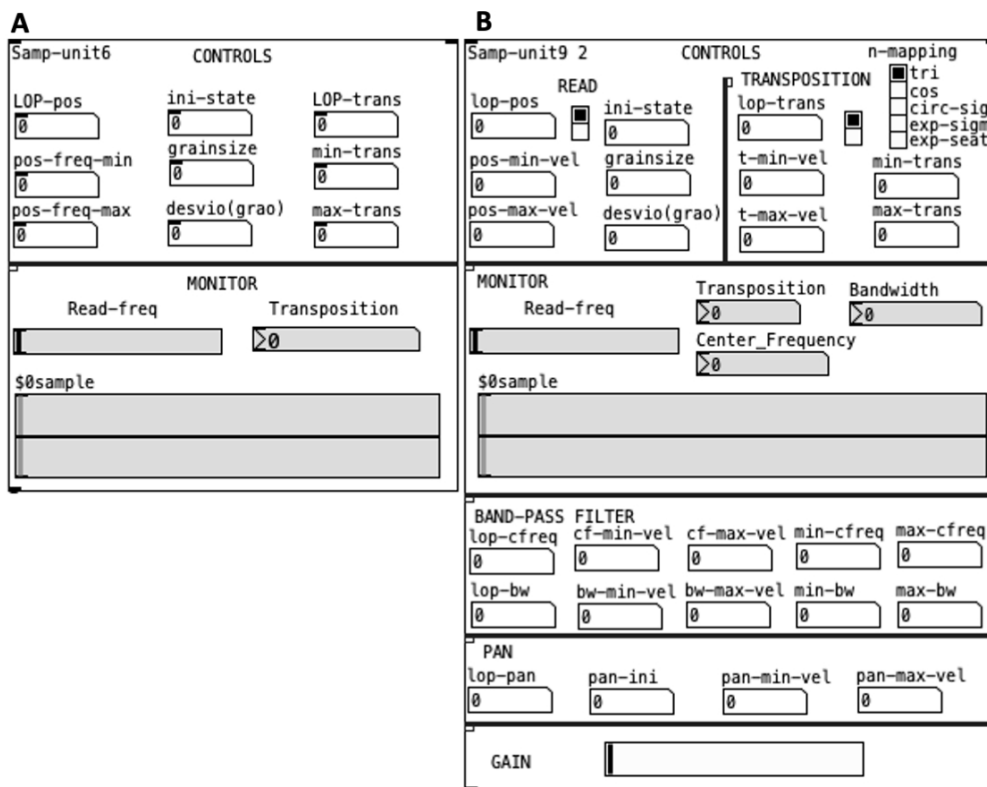 A
Samp-unit6
CONTROLS
LOP-pos ini-state LOP-trans
0 0 0
pos-freq-min grainsize min-trans
0 0 0
pos-freq-max desvio(grao) max-trans
0 0 0
MONITOR
Read-freq Transposition
0
$0sample
B
Samp-unit9 2 CONTROLS n-mapping
READ TRANSPOSITION tri
cos
circ-sig
exp-sigm
exp-seat
lop-pos ini-state lop-trans
0 0 0
pos-min-vel grainsize t-min-vel min-trans
0 0 0 0
pos-max-vel desvio(grao) t-max-vel max-trans
0 0 0 0
MONITOR
Read-freq Transposition Bandwidth
0 0
Center_Frequency
0
$0sample
BAND-PASS FILTER
lop-cfreq cf-min-vel cf-max-vel min-cfreq max-cfreq
0 0 0 0 0
lop-bw bw-min-vel bw-max-vel min-bw max-bw
0 0 0 0 0
PAN
lop-pan pan-ini pan-min-vel pan-max-vel
0 0 0 0
GAIN